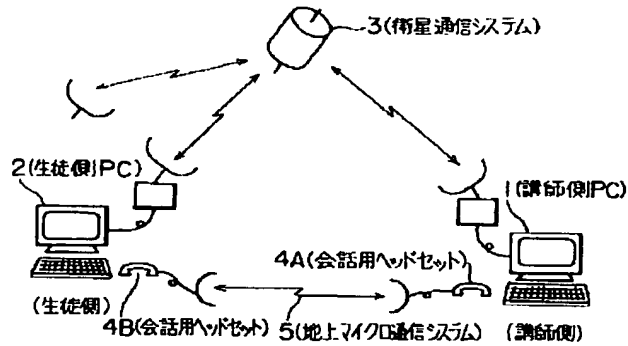 3(衛星通信システム)
2(生徒側PC)
1(講師側PC)
4A(会話用ヘッドセット)
(生徒側)
4B(会話用ヘッドセット)
5(地上マイクロ通信システム)
(講師側)